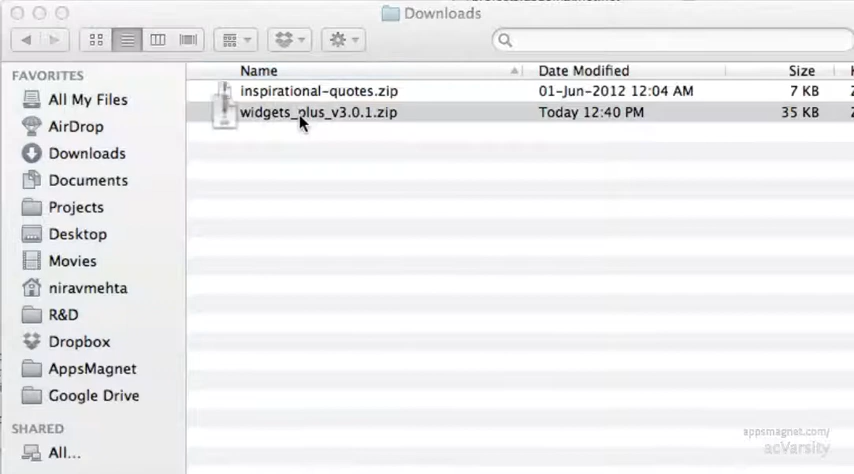 Downloads
Name Date Modified Size
inspirational-quotes.zip 01-Jun-2012 12:04 AM 7 KB
widgets_plus_v3.0.1.zip Today 12:40 PM 35 KB Z
FAVORITES
All My Files
AirDrop
Downloads
Documents
Projects
Desktop
Movies
niravmehta
R&D
Dropbox
AppsMagnet
Google Drive
SHARED
All...
appsmagnet.com/
acVarsity